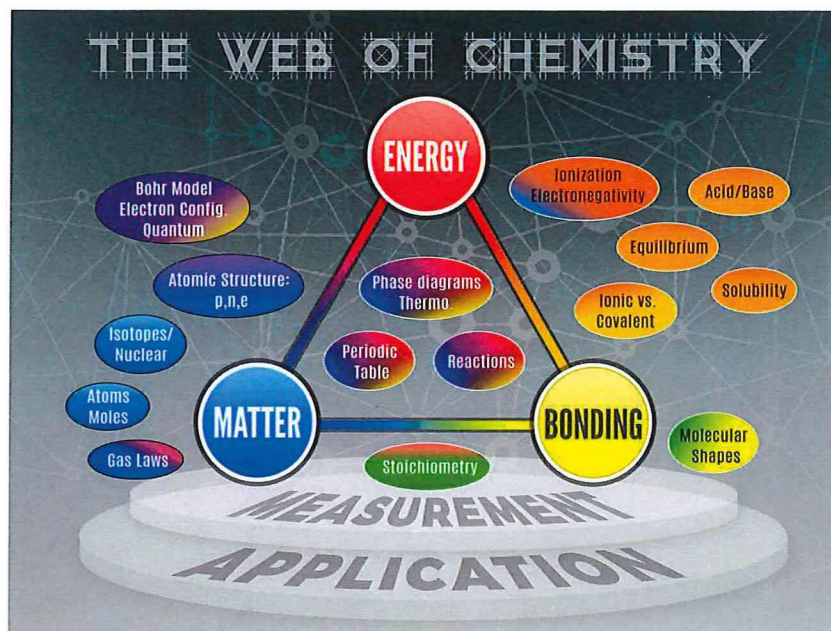 THE WEB OF CHEMISTRY
ENERGY
Bohr Model
Electron Config.
Quantum
Ionization
Electronegativity
Acid/Base
Equilibrium
Atomic Structure:
p,n,e
Phase diagrams
Thermo
Solubility
Ionic vs.
Covalent
Isotopes/
Nuclear
Periodic
Table
Reactions
Atoms
Moles
MATTER
BONDING
Molecular
Shapes
Gas Laws
Stoichiometry
MEASUREMENT
APPLICATION